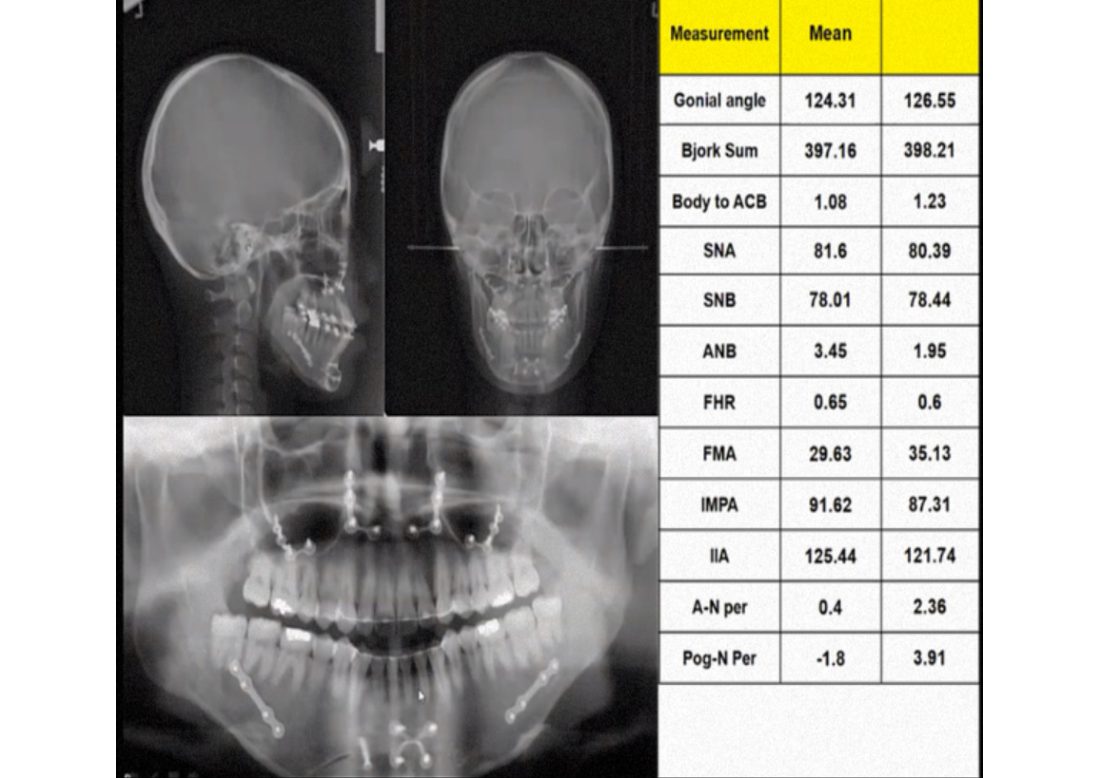 Measurement Mean
Gonial angle 124.31 126.55
Bjork Sum 397.16 398.21
Body to ACB 1.08 1.23
SNA 81.6 80.39
SNB 78.01 78.44
ANB 3.45 1.95
FHR 0.65 0.6
FMA 29.63 35.13
IMPA 91.62 87.31
IIA 125.44 121.74
A-N per 0.4 2.36
Pog-N Per -1.8 3.91